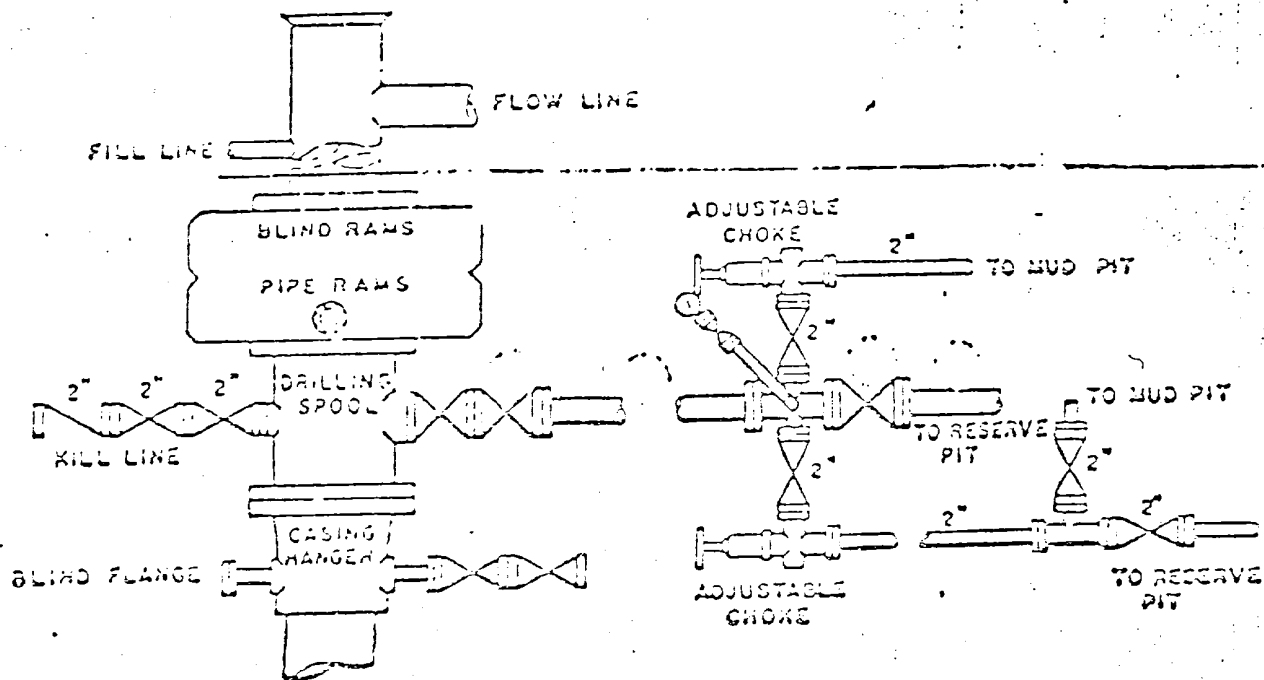 FLOW LINE
FILL LINE
BLIND RAMS
PIPE RAMS
ADJUSTABLE
CHOKE
2"
TO MUD PIT
2"
2" 2" 2"
DRILLING
SPOOL
KILL LINE
TO RESERVE
PIT
TO MUD PIT
2"
2"
CASING
HANGER
BLIND FLANGE
2"
2"
ADJUSTABLE
CHOKE
TO RESERVE
PIT